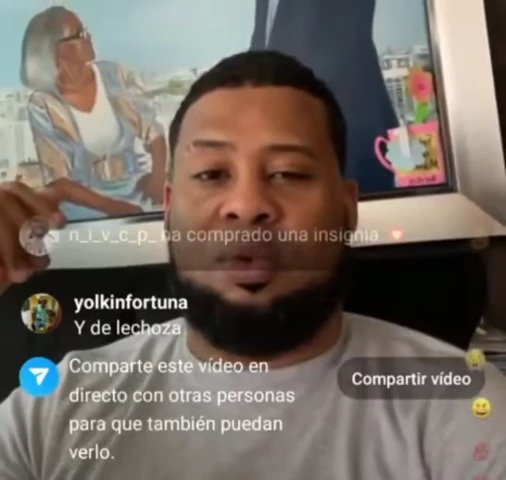 n_i_v_c_p_ ha comprado una insignia
yolkinfortuna
Y de lechoza
Comparte este vídeo en
directo con otras personas
para que también puedan
verlo.
Compartir vídeo